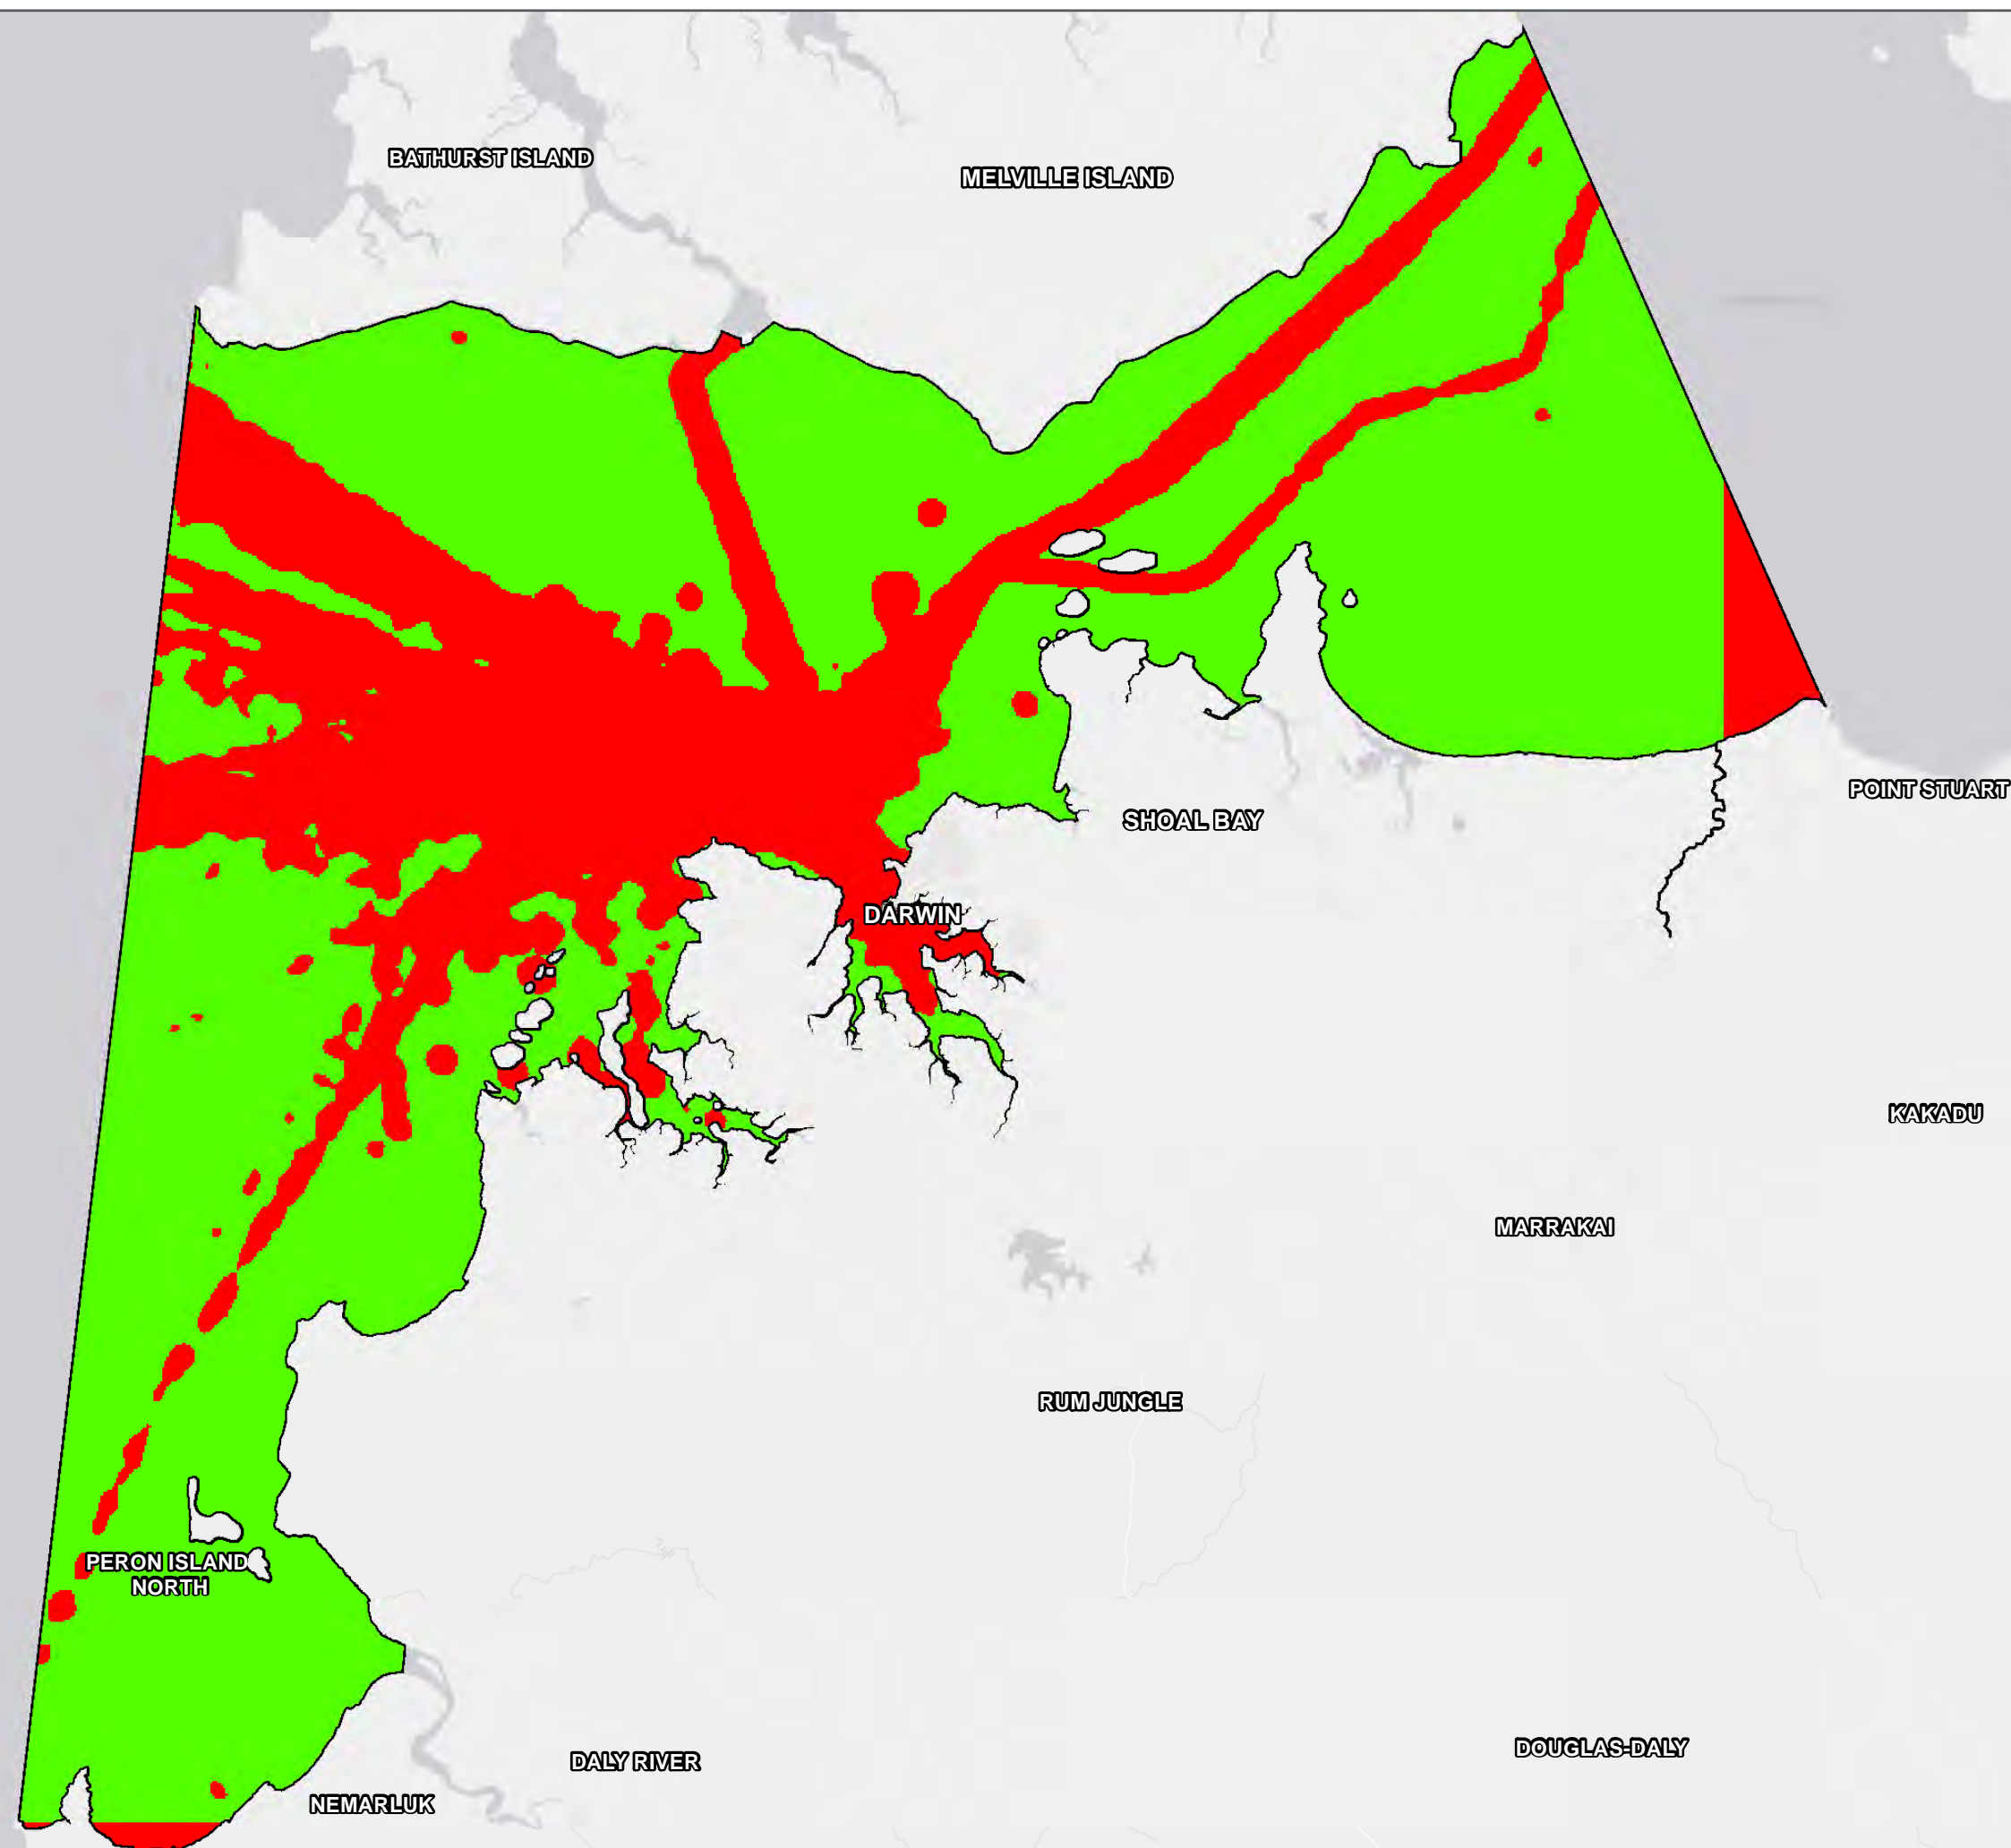 BATHURST ISLAND
MELVILLE ISLAND
POINT STUART
SHOAL BAY
DARWIN
KAKADU
MARRAKAI
RUM JUNGLE
PERON ISLAND
NORTH
DOUGLAS-DALY
DALY RIVER
NEMARLUK